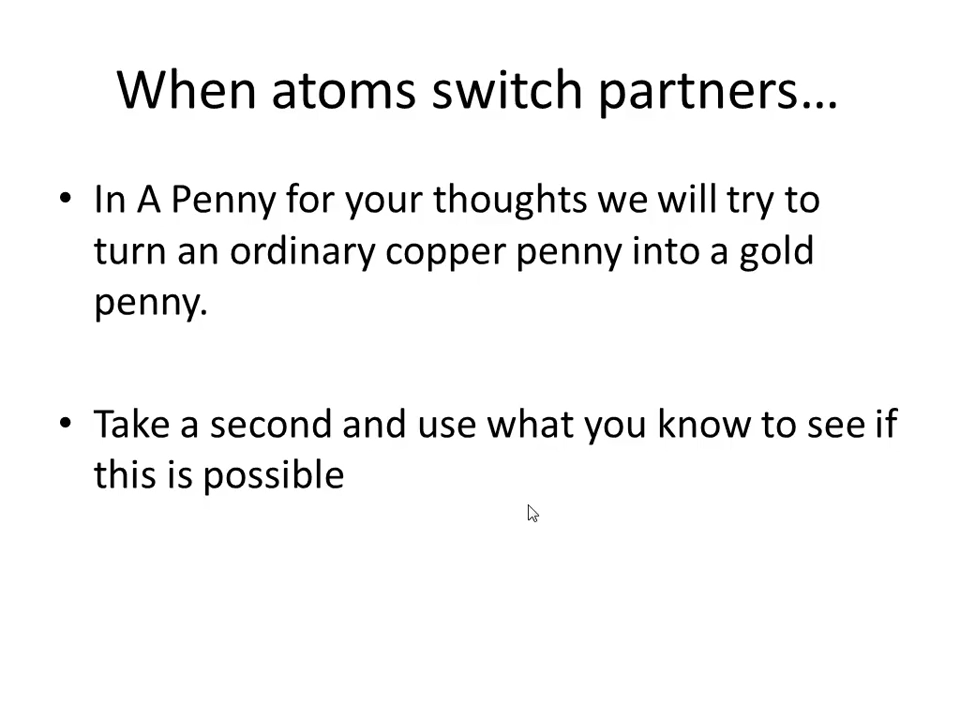 When atoms switch partners…
• In A Penny for your thoughts we will try to
turn an ordinary copper penny into a gold
penny.
• Take a second and use what you know to see if
this is possible